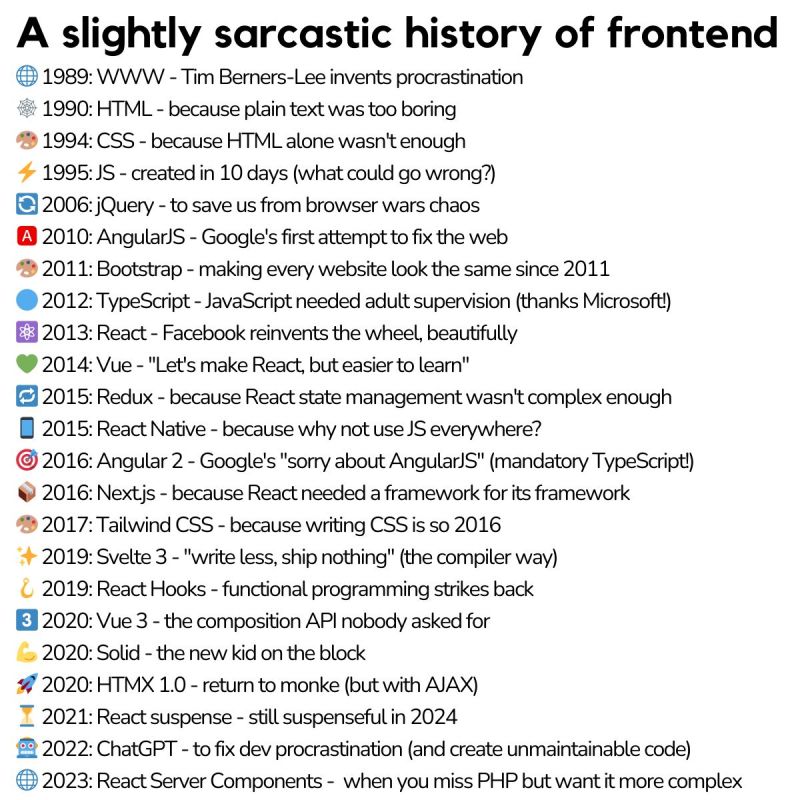 A slightly sarcastic history of frontend
1989: WWW - Tim Berners-Lee invents procrastination
1990: HTML - because plain text was too boring
1994: CSS - because HTML alone wasn't enough
1995: JS - created in 10 days (what could go wrong?)
2006: jQuery - to save us from browser wars chaos
A 2010: AngularJS - Google's first attempt to fix the web
2011: Bootstrap - making every website look the same since 2011
2012: TypeScript - JavaScript needed adult supervision (thanks Microsoft!)
2013: React - Facebook reinvents the wheel, beautifully
2014: Vue - "Let's make React, but easier to learn"
2015: Redux - because React state management wasn't complex enough
2015: React Native - because why not use JS everywhere?
2016: Angular 2 - Google's "sorry about AngularJS" (mandatory TypeScript!)
2016: Next.js - because React needed a framework for its framework
2017: Tailwind CSS - because writing CSS is so 2016
2019: Svelte 3 - "write less, ship nothing" (the compiler way)
2019: React Hooks - functional programming strikes back
3 2020: Vue 3 - the composition API nobody asked for
2020: Solid - the new kid on the block
2020: HTMX 1.0 - return to monke (but with AJAX)
2021: React suspense - still suspenseful in 2024
2022: ChatGPT - to fix dev procrastination (and create unmaintainable code)
2023: React Server Components - when you miss PHP but want it more complex